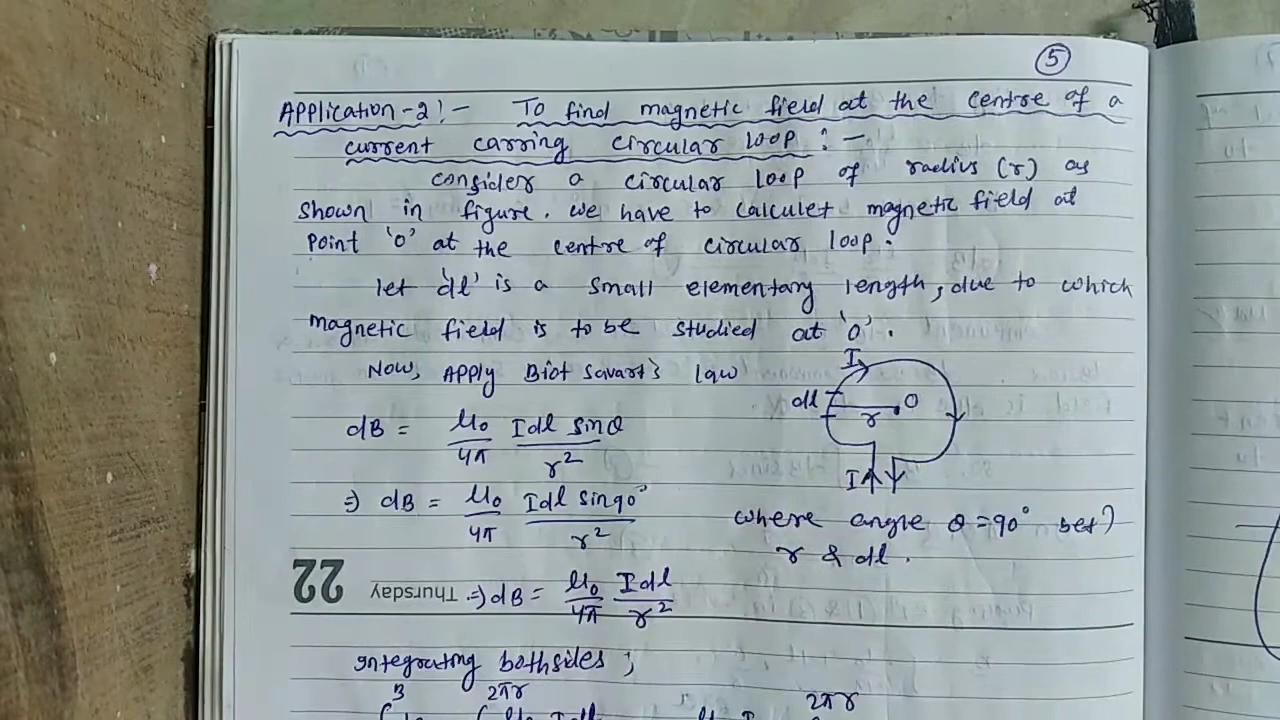 5
Application-2:- To find magnetic field at the centre of a
current carring circular loop :-
consider a circular loop of radius (r) as
shown in figure. we have to calculet magnetic field at
point 'o' at the centre of circular loop.
let 'dl' is a small elementary length, due to which
magnetic field is to be studied at 'o'.
Now, Apply Biot Savart's law
I
dl
O
r
I
dB = μ₀/4π Idl sinθ/r²
⇒ dB = μ₀/4π Idl sin90°/r²
where angle θ=90° betⁿ
r & dl.
22 Thursday
⇒ dB = μ₀/4π Idl/r²
Integrating bothsides ;
B 2πr 2πr